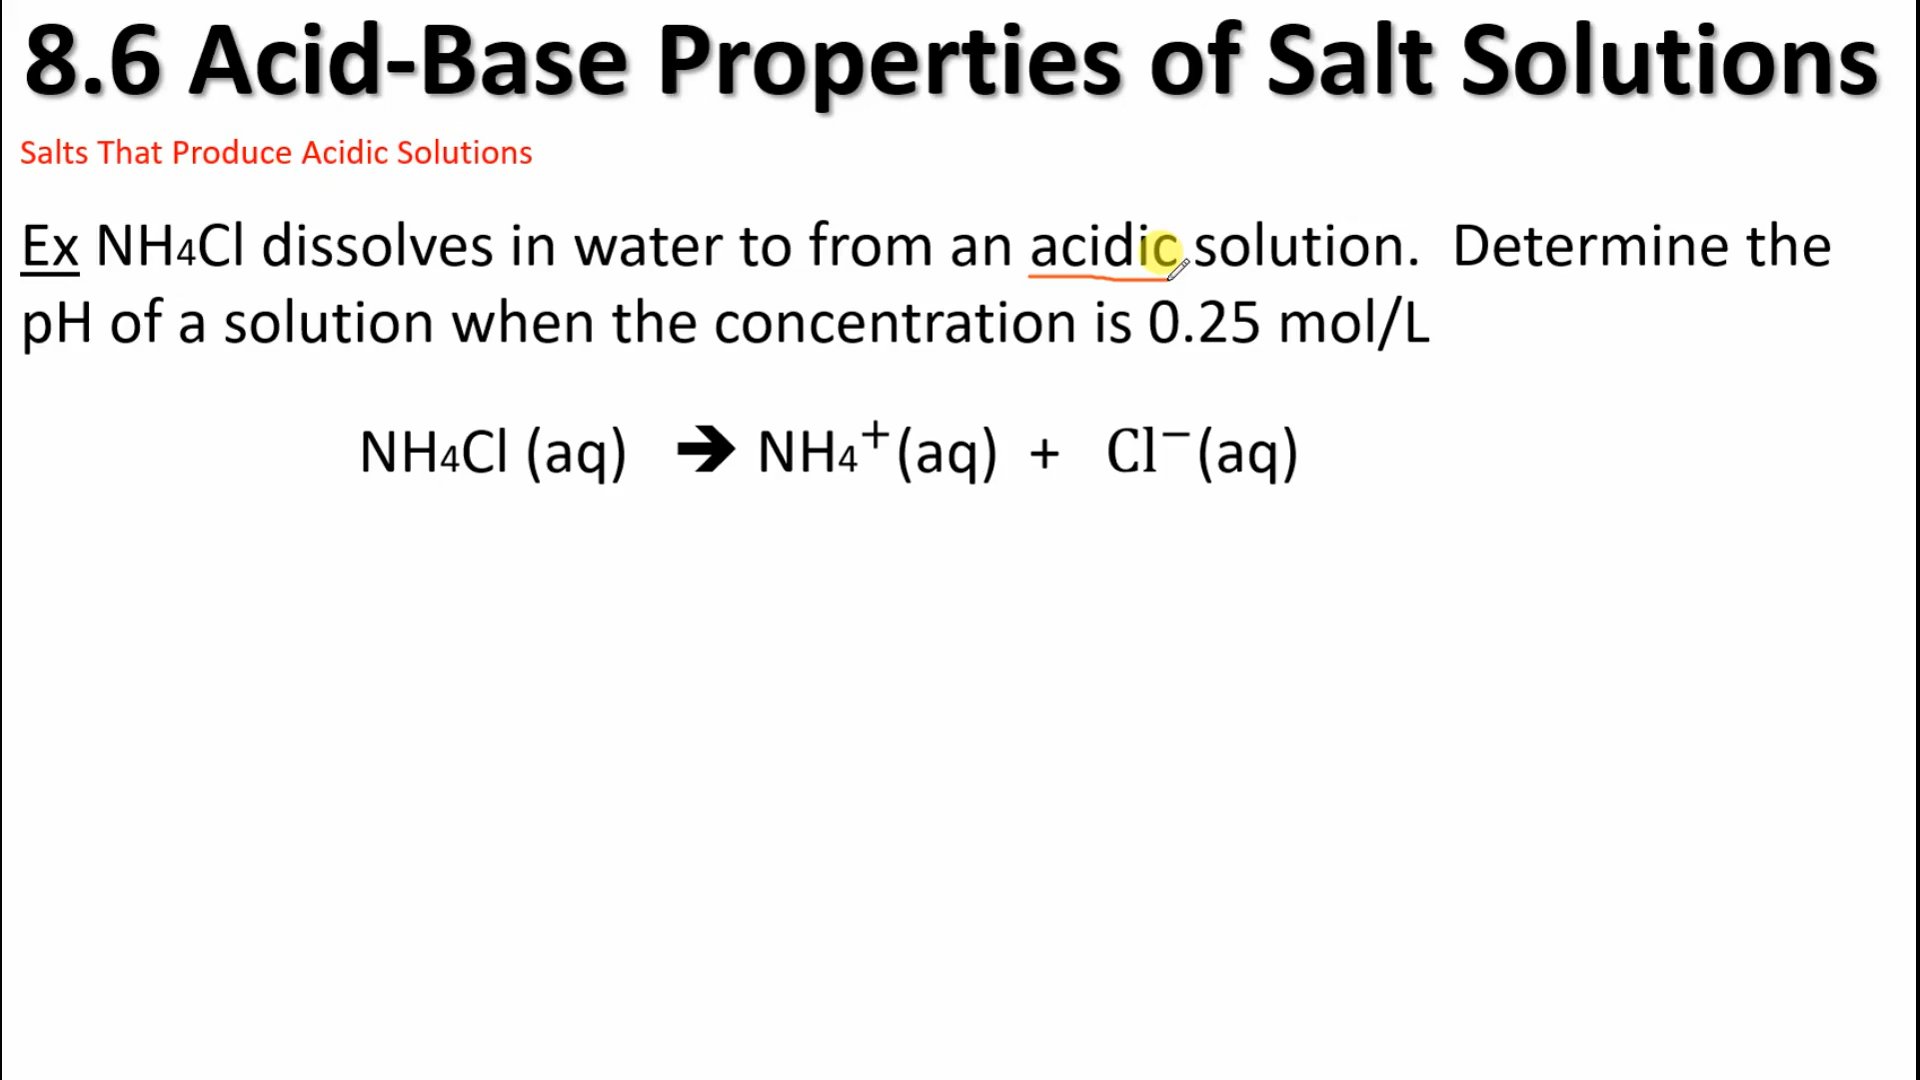 8.6 Acid-Base Properties of Salt Solutions
Salts That Produce Acidic Solutions
Ex NH₄Cl dissolves in water to from an acidic solution. Determine the
pH of a solution when the concentration is 0.25 mol/L
NH₄Cl (aq) ➔ NH₄⁺(aq) + Cl⁻(aq)